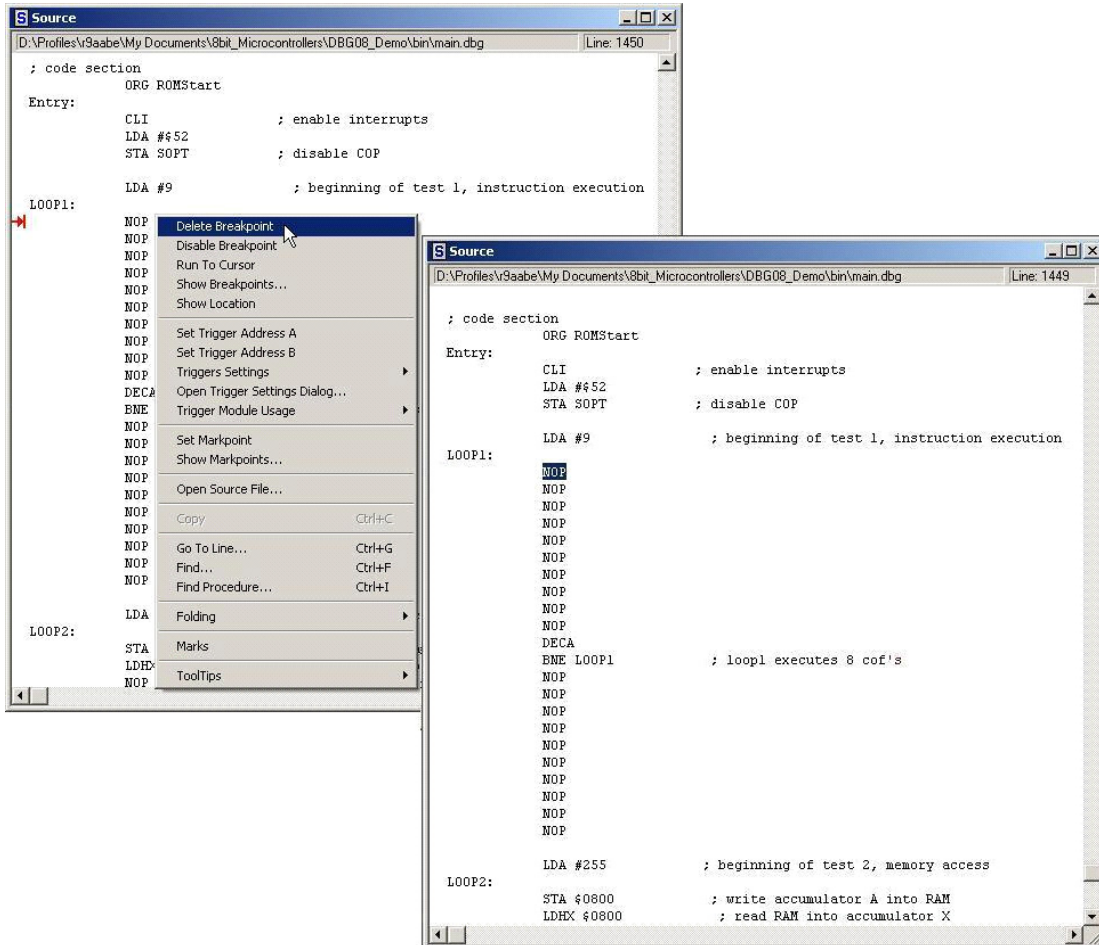 Source
D:\Profiles\r9aabe\My Documents\8bit_Microcontrollers\DBG08_Demo\bin\main.dbg Line: 1450
; code section
ORG ROMStart
Entry:
CLI ; enable interrupts
LDA #$52
STA SOPT ; disable COP
LDA #9 ; beginning of test 1, instruction execution
LOOP1:
NOP
NOP
NOP
NOP
NOP
NOP
NOP
NOP
NOP
NOP
DECA
BNE
NOP
NOP
NOP
NOP
NOP
NOP
NOP
NOP
NOP
NOP
LDA
LOOP2:
STA
LDHX
NOP
Delete Breakpoint
Disable Breakpoint
Run To Cursor
Show Breakpoints...
Show Location
Set Trigger Address A
Set Trigger Address B
Triggers Settings
Open Trigger Settings Dialog...
Trigger Module Usage
Set Markpoint
Show Markpoints...
Open Source File...
Copy Ctrl+C
Go To Line... Ctrl+G
Find... Ctrl+F
Find Procedure... Ctrl+I
Folding
Marks
ToolTips
Source
D:\Profiles\r9aabe\My Documents\8bit_Microcontrollers\DBG08_Demo\bin\main.dbg Line: 1449
; code section
ORG ROMStart
Entry:
CLI ; enable interrupts
LDA #$52
STA SOPT ; disable COP
LDA #9 ; beginning of test 1, instruction execution
LOOP1:
NOP
NOP
NOP
NOP
NOP
NOP
NOP
NOP
NOP
NOP
DECA
BNE LOOP1 ; loop1 executes 8 cof's
NOP
NOP
NOP
NOP
NOP
NOP
NOP
NOP
NOP
NOP
LDA #255 ; beginning of test 2, memory access
LOOP2:
STA $0800 ; write accumulator A into RAM
LDHX $0800 ; read RAM into accumulator X